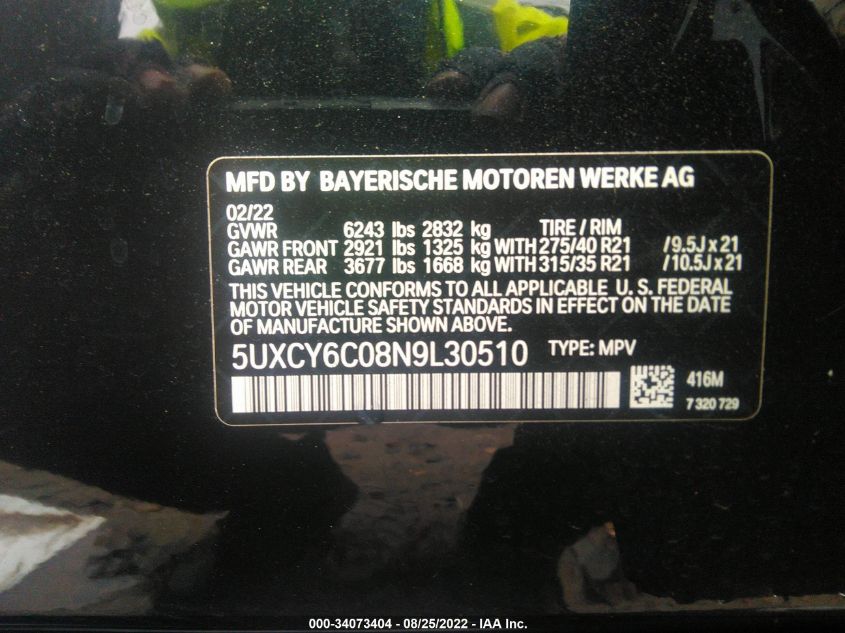 MFD BY BAYERISCHE MOTOREN WERKE AG
02/22
GVWR 6243 lbs 2832 kg TIRE / RIM
GAWR FRONT 2921 lbs 1325 kg WITH 275/40 R21 / 9.5J x 21
GAWR REAR 3677 lbs 1668 kg WITH 315/35 R21 / 10.5J x 21
THIS VEHICLE CONFORMS TO ALL APPLICABLE U. S. FEDERAL
MOTOR VEHICLE SAFETY STANDARDS IN EFFECT ON THE DATE
OF MANUFACTURE SHOWN ABOVE.
5UXCY6C08N9L30510 TYPE: MPV
416M
7 320 729
000-34073404 - 08/25/2022 - IAA Inc.